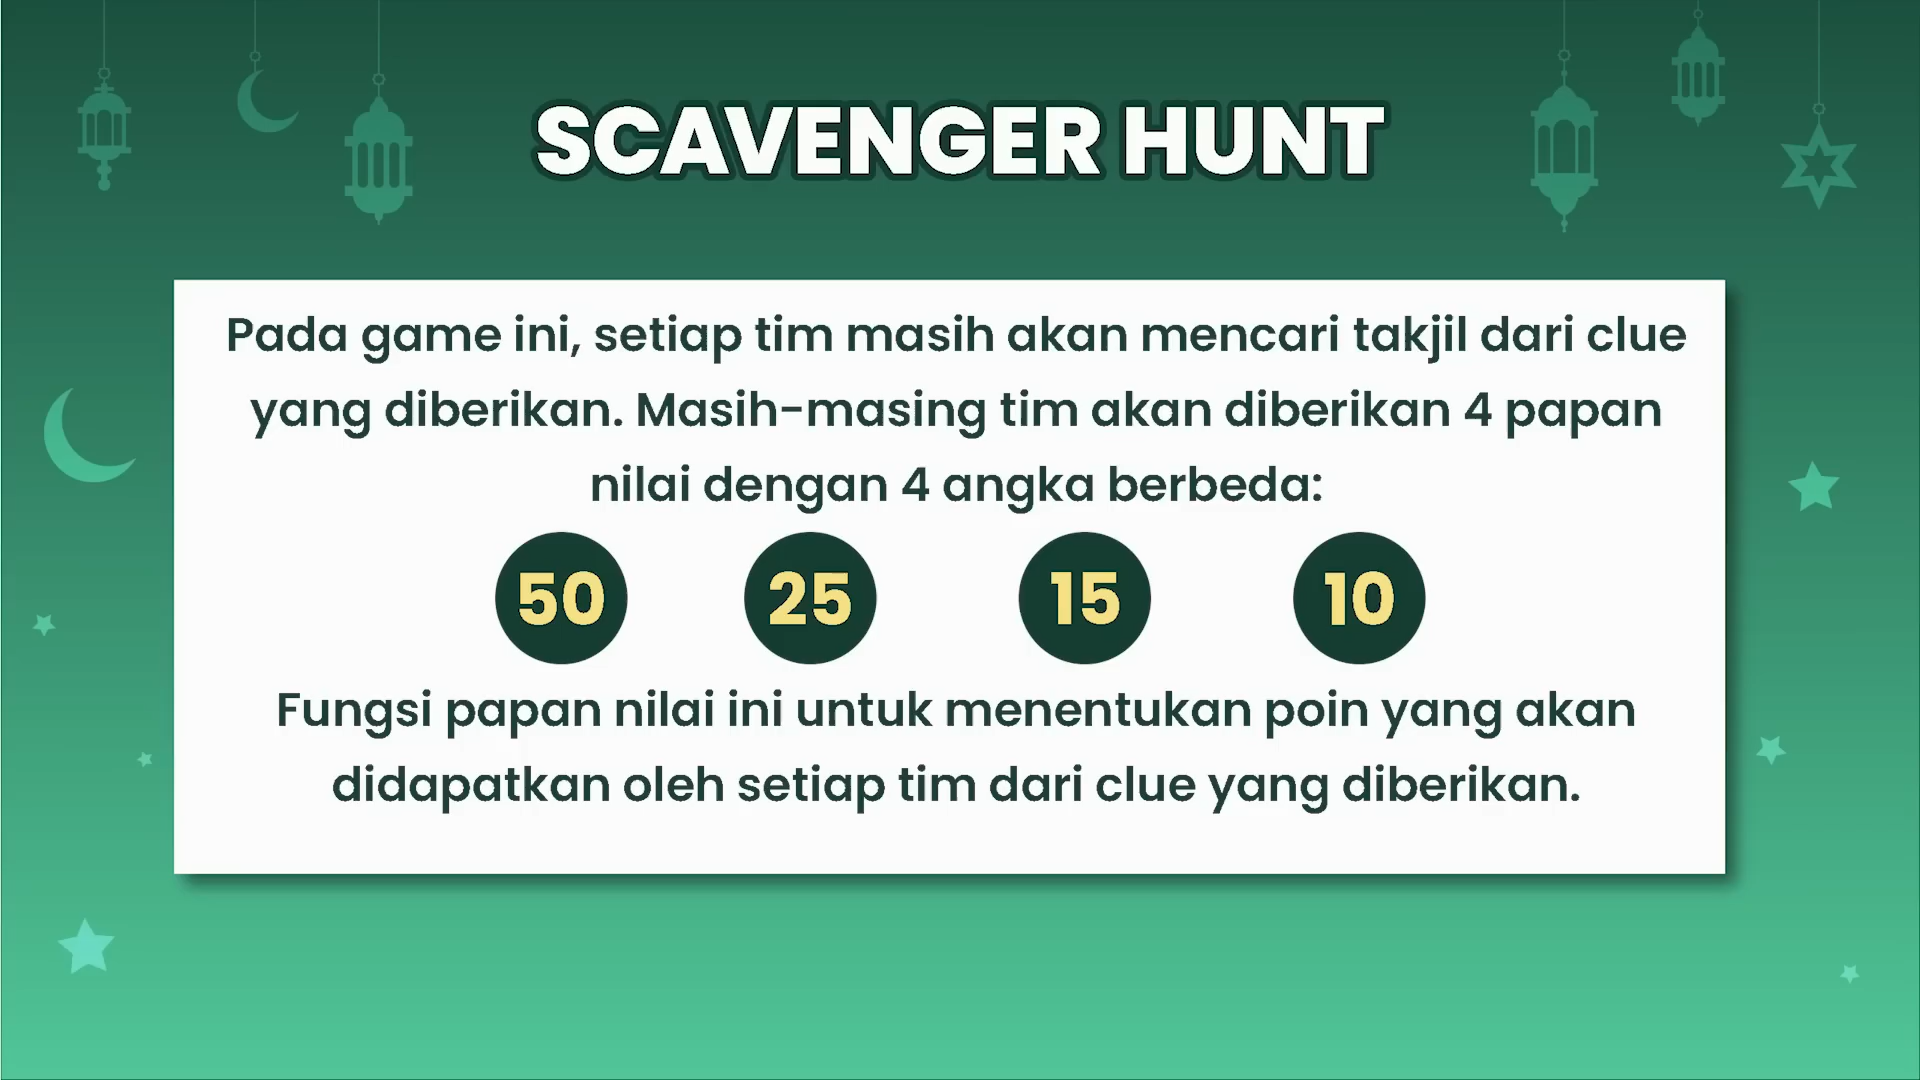 SCAVENGER HUNT
Pada game ini, setiap tim masih akan mencari takjil dari clue
yang diberikan. Masih-masing tim akan diberikan 4 papan
nilai dengan 4 angka berbeda:
50 25 15 10
Fungsi papan nilai ini untuk menentukan poin yang akan
didapatkan oleh setiap tim dari clue yang diberikan.